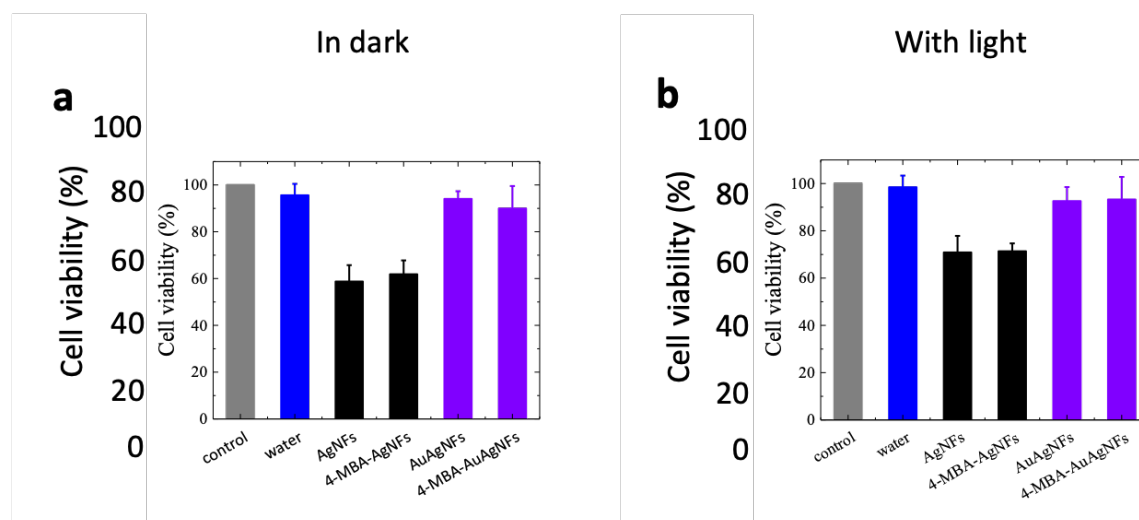 In dark
a
Cell viability (%)
100
80
60
40
20
0
Cell viability (%)
100
80
60
40
20
0
control
water
AgNFs
4-MBA-AgNFs
AuAgNFs
4-MBA-AuAgNFs
With light
b
Cell viability (%)
100
80
60
40
20
0
Cell viability (%)
100
80
60
40
20
0
control
water
AgNFs
4-MBA-AgNFs
AuAgNFs
4-MBA-AuAgNFs